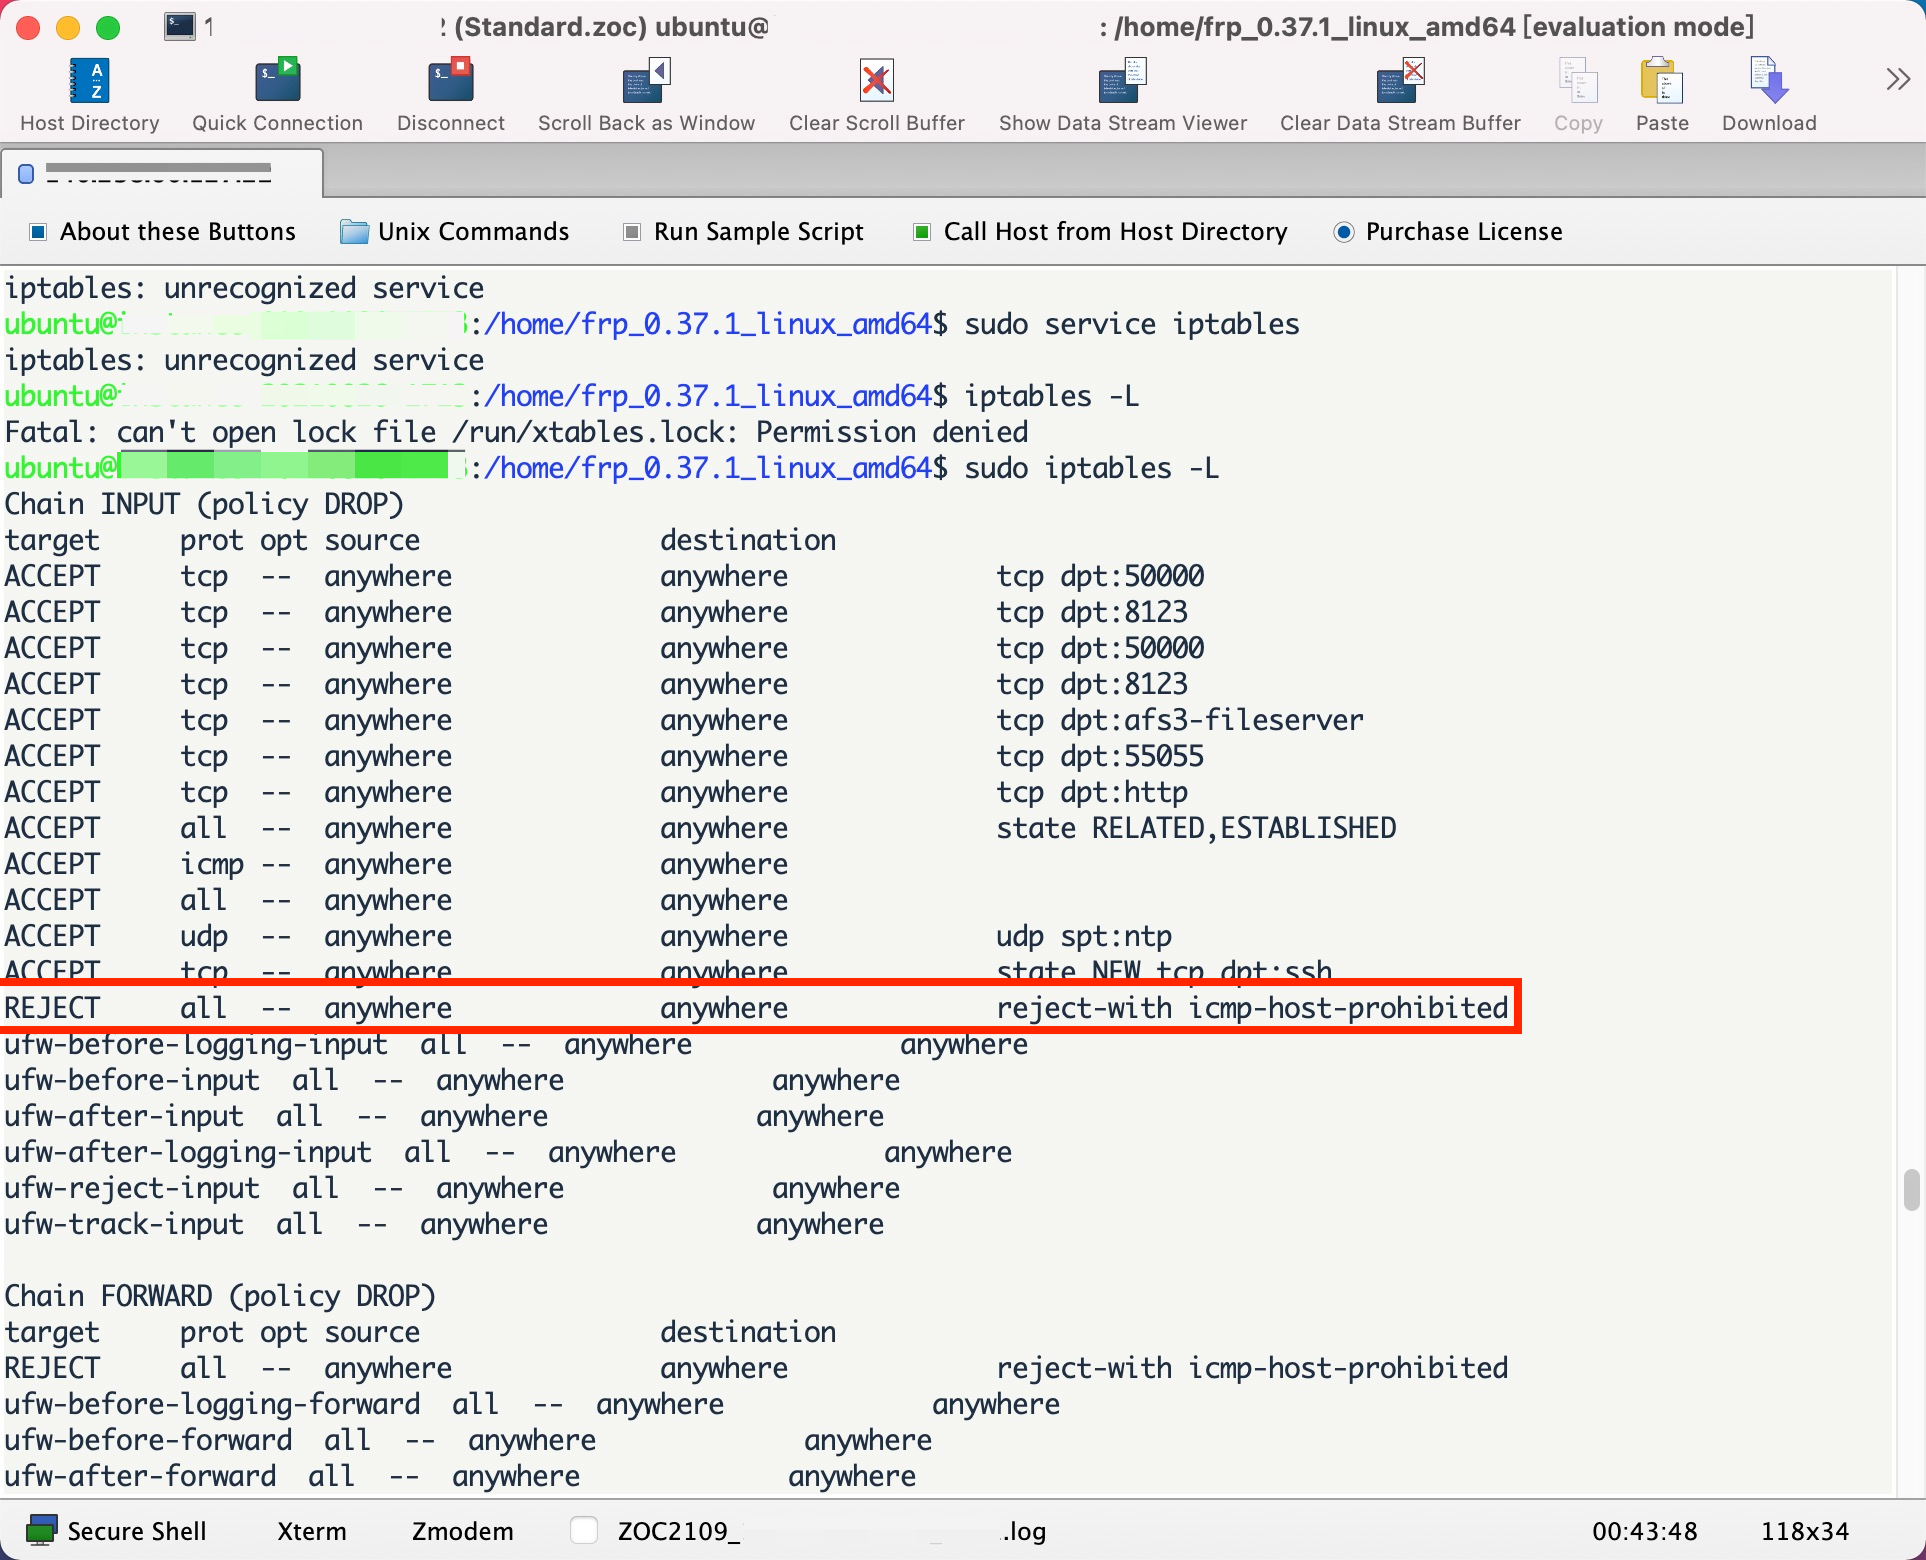 1 (Standard.zoc) ubuntu@ : /home/frp_0.37.1_linux_amd64 [evaluation mode]
Host Directory Quick Connection Disconnect Scroll Back as Window Clear Scroll Buffer Show Data Stream Viewer Clear Data Stream Buffer Copy Paste Download
About these Buttons Unix Commands Run Sample Script Call Host from Host Directory Purchase License
iptables: unrecognized service
ubuntu@ :/home/frp_0.37.1_linux_amd64$ sudo service iptables
iptables: unrecognized service
ubuntu@ :/home/frp_0.37.1_linux_amd64$ iptables -L
Fatal: can't open lock file /run/xtables.lock: Permission denied
ubuntu@ :/home/frp_0.37.1_linux_amd64$ sudo iptables -L
Chain INPUT (policy DROP)
target prot opt source destination
ACCEPT tcp -- anywhere anywhere tcp dpt:50000
ACCEPT tcp -- anywhere anywhere tcp dpt:8123
ACCEPT tcp -- anywhere anywhere tcp dpt:50000
ACCEPT tcp -- anywhere anywhere tcp dpt:8123
ACCEPT tcp -- anywhere anywhere tcp dpt:afs3-fileserver
ACCEPT tcp -- anywhere anywhere tcp dpt:55055
ACCEPT tcp -- anywhere anywhere tcp dpt:http
ACCEPT all -- anywhere anywhere state RELATED,ESTABLISHED
ACCEPT icmp -- anywhere anywhere
ACCEPT all -- anywhere anywhere
ACCEPT udp -- anywhere anywhere udp spt:ntp
ACCEPT tcp -- anywhere anywhere state NEW tcp dpt:ssh
REJECT all -- anywhere anywhere reject-with icmp-host-prohibited
ufw-before-logging-input all -- anywhere anywhere
ufw-before-input all -- anywhere anywhere
ufw-after-input all -- anywhere anywhere
ufw-after-logging-input all -- anywhere anywhere
ufw-reject-input all -- anywhere anywhere
ufw-track-input all -- anywhere anywhere
Chain FORWARD (policy DROP)
target prot opt source destination
REJECT all -- anywhere anywhere reject-with icmp-host-prohibited
ufw-before-logging-forward all -- anywhere anywhere
ufw-before-forward all -- anywhere anywhere
ufw-after-forward all -- anywhere anywhere
Secure Shell Xterm Zmodem ZOC2109_ .log 00:43:48 118x34